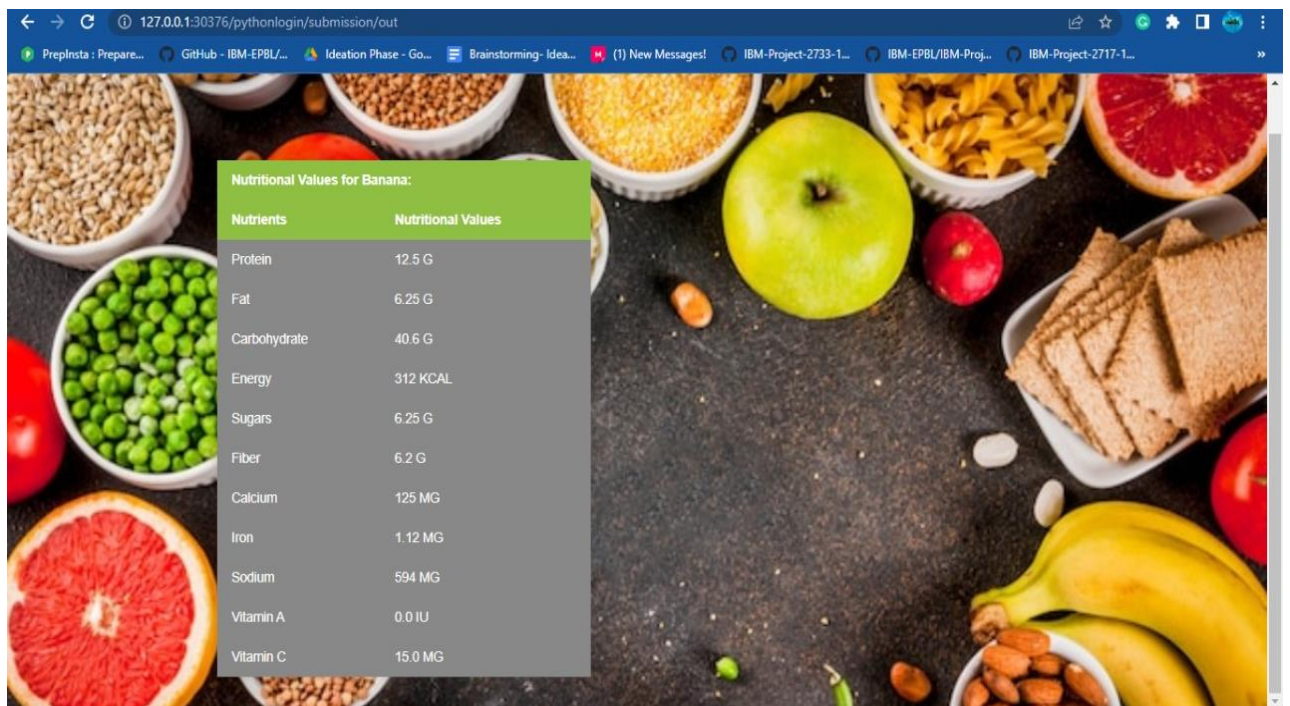 127.0.0.1:30376/pythonlogin/submission/out
PrepInsta : Prepare... GitHub - IBM-EPBL/... Ideation Phase - Go... Brainstorming- Idea... (1) New Messages! IBM-Project-2733-1... IBM-EPBL/IBM-Proj... IBM-Project-2717-1... »
Nutritional Values for Banana:
Nutrients Nutritional Values
Protein 12.5 G
Fat 6.25 G
Carbohydrate 40.6 G
Energy 312 KCAL
Sugars 6.25 G
Fiber 6.2 G
Calcium 125 MG
Iron 1.12 MG
Sodium 594 MG
Vitamin A 0.0 IU
Vitamin C 15.0 MG